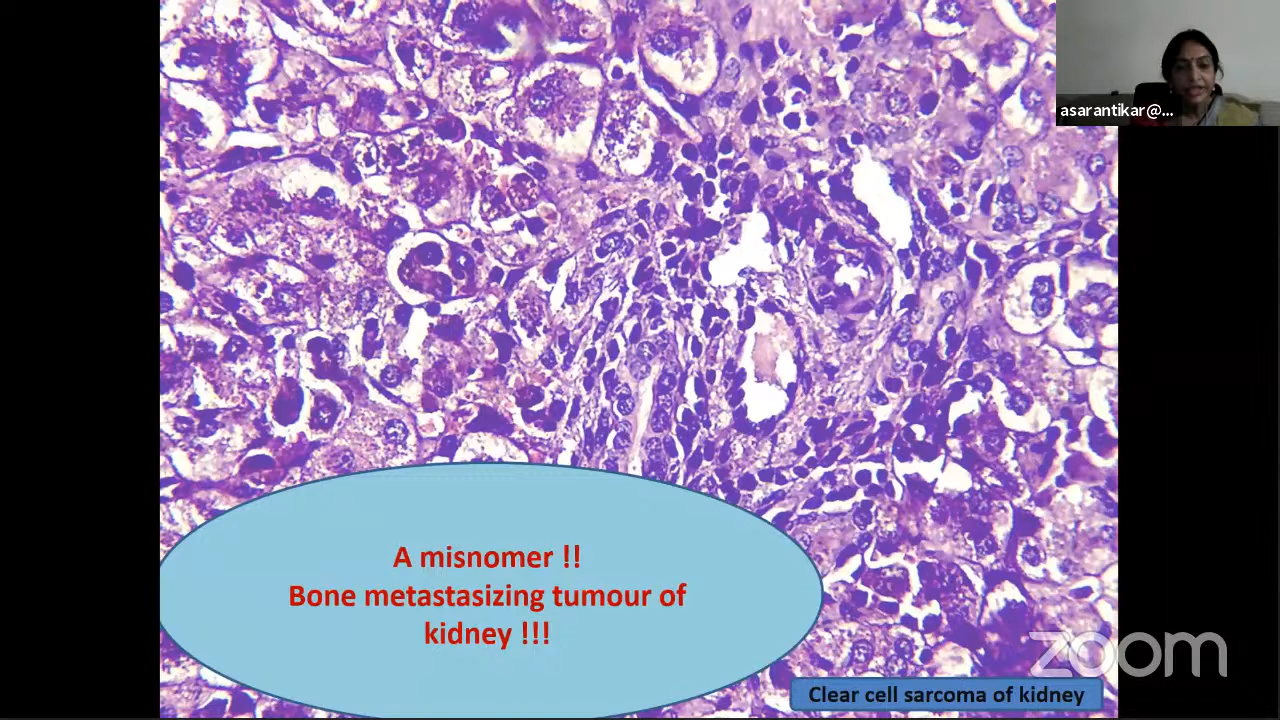 asarantikar@...
A misnomer !!
Bone metastasizing tumour of
kidney !!!
zoom
Clear cell sarcoma of kidney